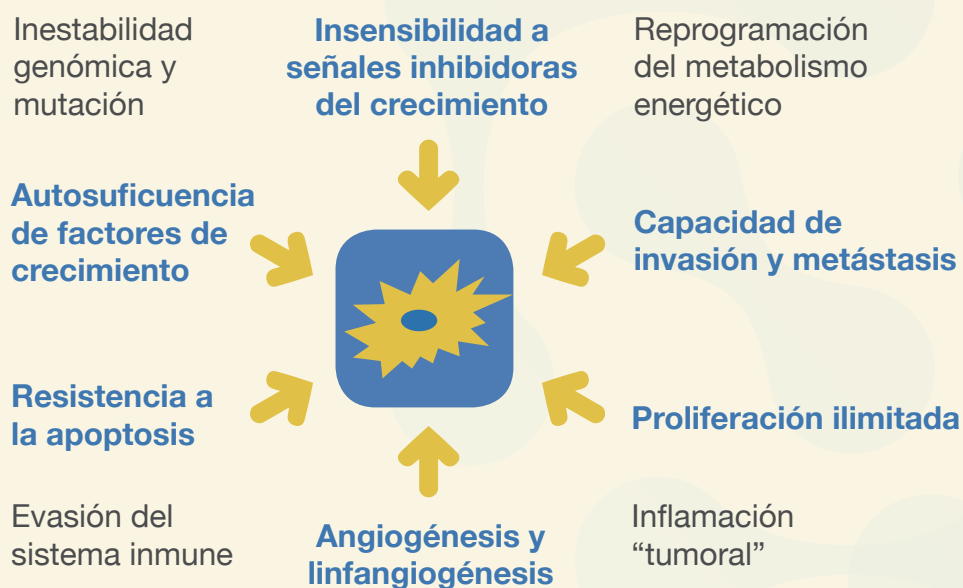 Inestabilidad
genómica y
mutación
Insensibilidad a
señales inhibidoras
del crecimiento
Reprogramación
del metabolismo
energético
Autosuficuencia
de factores de
crecimiento
Capacidad de
invasión y metástasis
Resistencia a
la apoptosis
Proliferación ilimitada
Evasión del
sistema inmune
Angiogénesis y
linfangiogénesis
Inflamación
“tumoral”